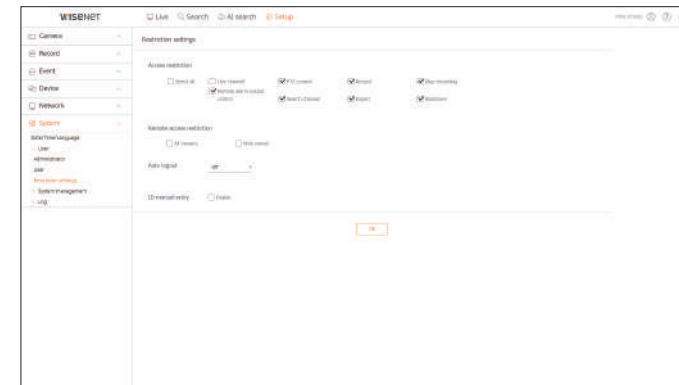 WISENET
Live Search AI search Setup
Camera
Restriction settings
Record
Access restriction
Event
Select all Live channel PTZ control Record Stop recording
Device
Remote alarm output control Search channel Export Shutdown
Network
System
Remote access restriction
Date/Time/Language
All viewers Web viewer
User
Administrator
Auto logout Off
User
Restriction settings
System management
ID manual entry Enable
Log
OK